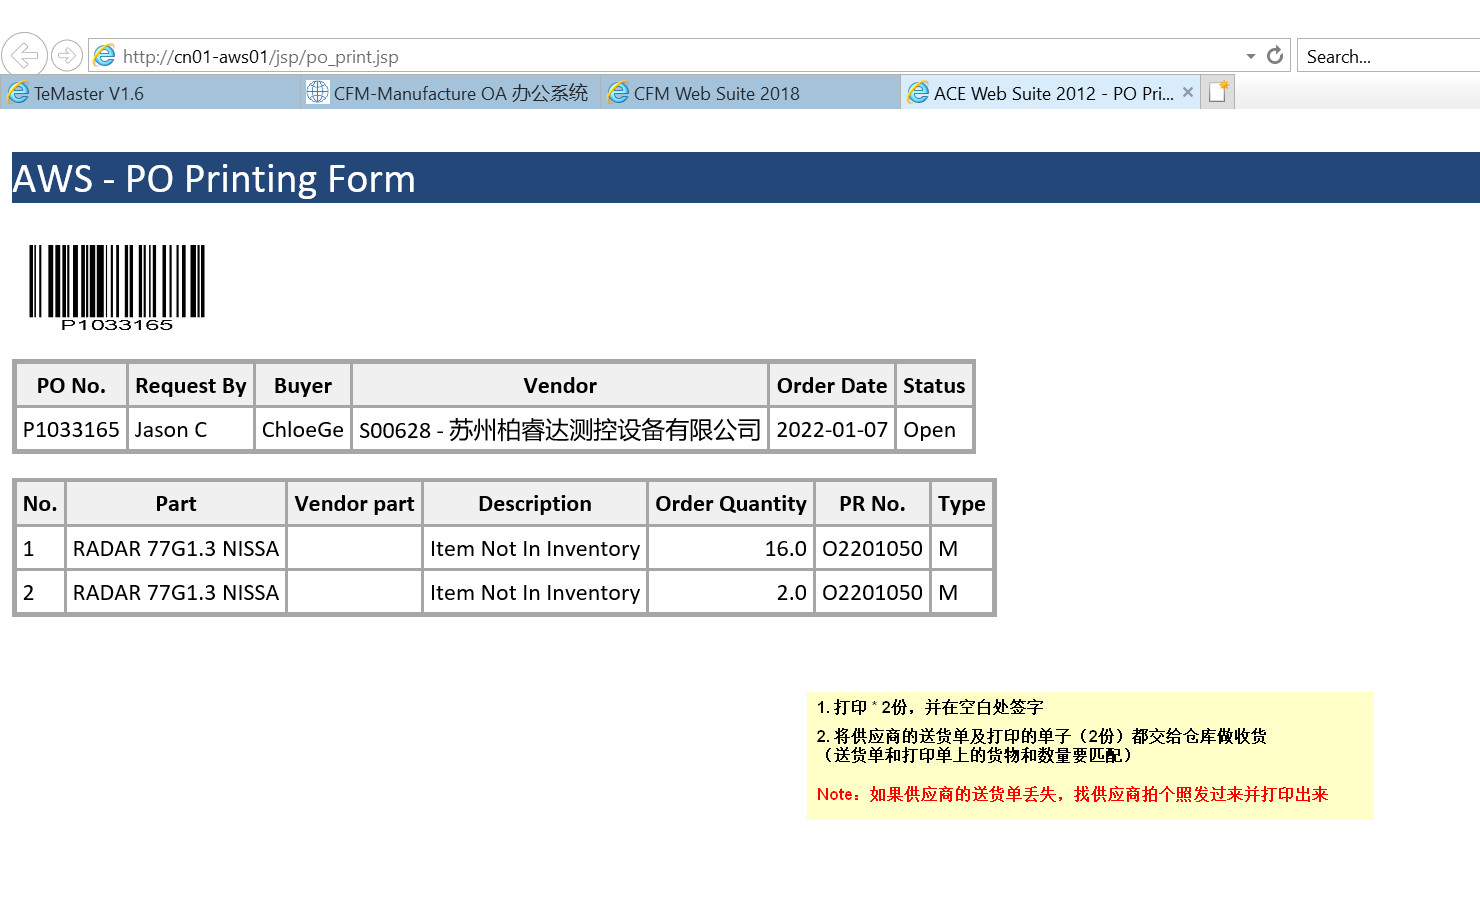 http://cn01-aws01/jsp/po_print.jsp
Search...
TeMaster V1.6
CFM-Manufacture OA 办公系统
CFM Web Suite 2018
ACE Web Suite 2012 - PO Pri...
AWS - PO Printing Form
P1033165
PO No. Request By Buyer Vendor Order Date Status
P1033165 Jason C ChloeGe S00628 - 苏州柏睿达测控设备有限公司 2022-01-07 Open
No. Part Vendor part Description Order Quantity PR No. Type
1 RADAR 77G1.3 NISSA Item Not In Inventory 16.0 O2201050 M
2 RADAR 77G1.3 NISSA Item Not In Inventory 2.0 O2201050 M
1. 打印 * 2份，并在空白处签字
2. 将供应商的送货单及打印的单子（2份）都交给仓库做收货
（送货单和打印单上的货物和数量要匹配）
Note：如果供应商的送货单丢失，找供应商拍个照发过来并打印出来